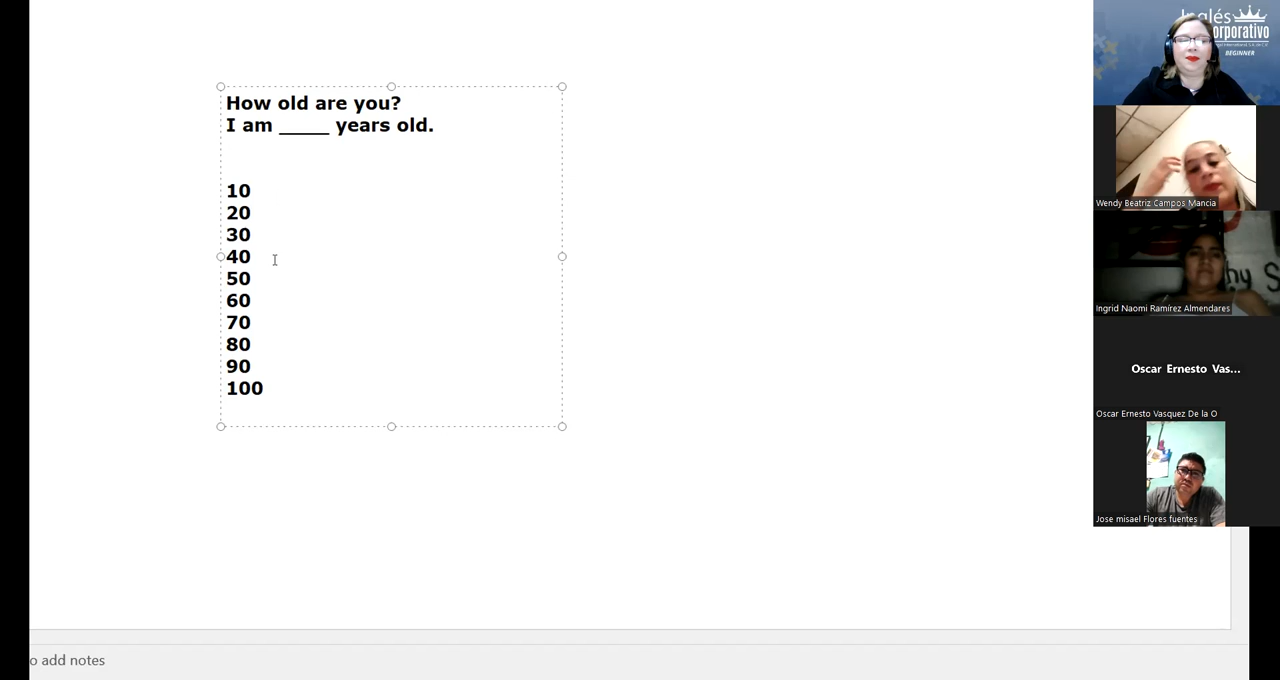 How old are you?
I am ____ years old.
10
20
30
40
50
60
70
80
90
100
o add notes
Inglés
orporativo
BEGINNER
Wendy Beatriz Campos Mancia
Ingrid Naomi Ramírez Almendares
Oscar Ernesto Vas...
Oscar Ernesto Vasquez De la O
Jose misael Flores fuentes